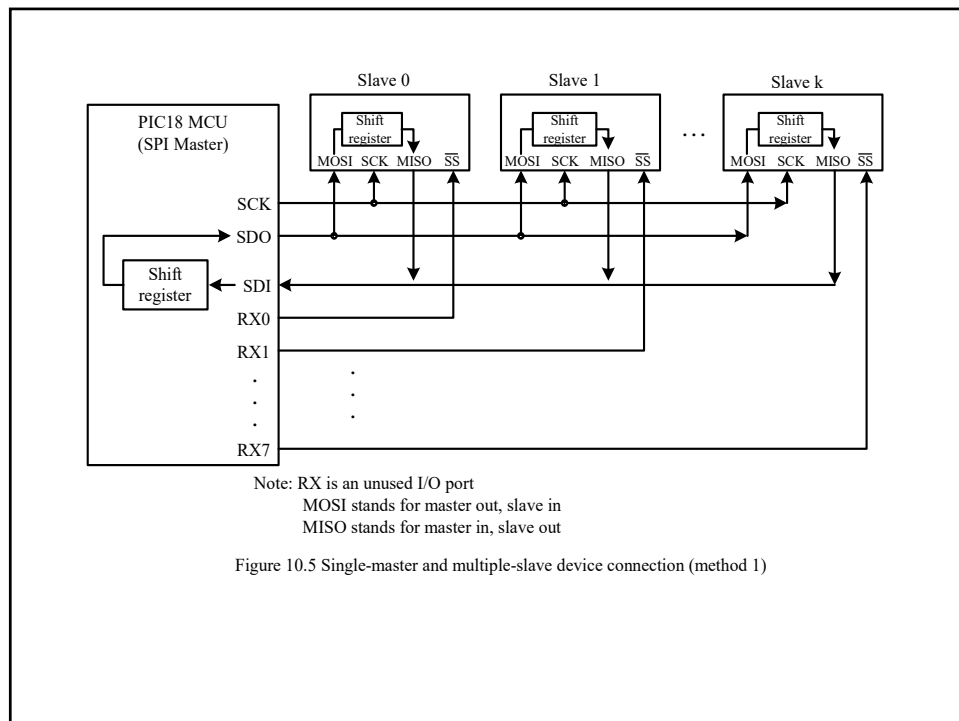 Slave 0
Slave 1
Slave k
PIC18 MCU
(SPI Master)
Shift
register
Shift
register
Shift
register
...
MOSI SCK MISO S̅S̅
MOSI SCK MISO S̅S̅
MOSI SCK MISO S̅S̅
SCK
SDO
Shift
register
SDI
RX0
RX1
.
.
.
.
.
.
RX7
Note: RX is an unused I/O port
MOSI stands for master out, slave in
MISO stands for master in, slave out
Figure 10.5 Single-master and multiple-slave device connection (method 1)